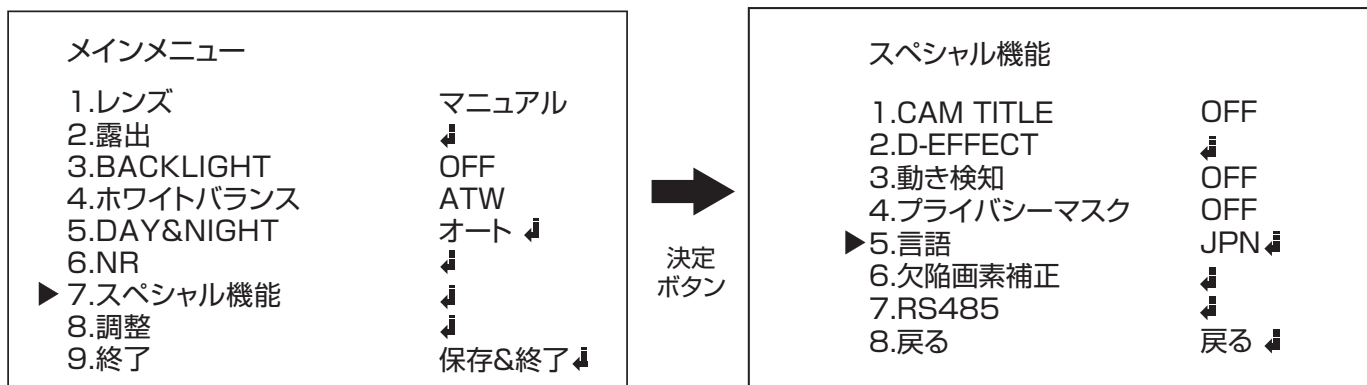 メインメニュー
1.レンズ マニュアル
2.露出 ↲
3.BACKLIGHT OFF
4.ホワイトバランス ATW
5.DAY&NIGHT オート ↲
6.NR ↲
▶ 7.スペシャル機能 ↲
8.調整 ↲
9.終了 保存&終了↲
決定
ボタン
スペシャル機能
1.CAM TITLE OFF
2.D-EFFECT ↲
3.動き検知 OFF
4.プライバシーマスク OFF
▶5.言語 JPN↲
6.欠陥画素補正 ↲
7.RS485 ↲
8.戻る 戻る ↲